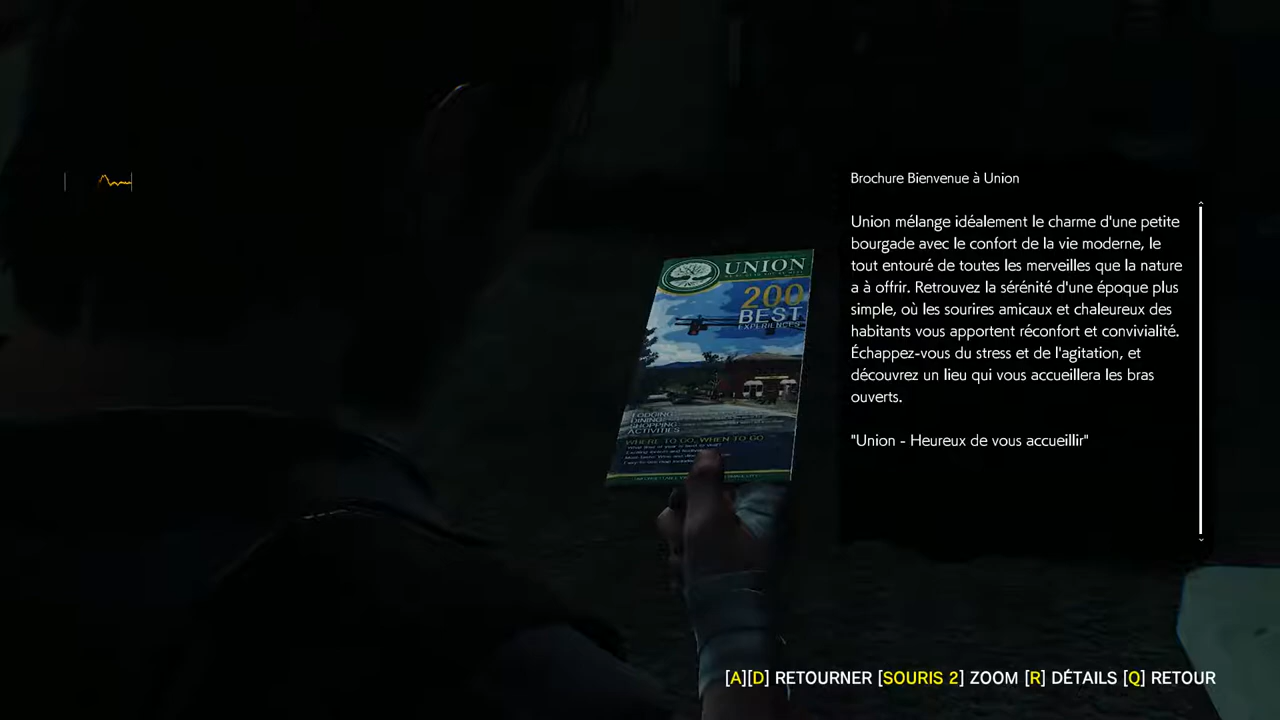 Brochure Bienvenue à Union
Union mélange idéalement le charme d'une petite
bourgade avec le confort de la vie moderne, le
tout entouré de toutes les merveilles que la nature
a à offrir. Retrouvez la sérénité d'une époque plus
simple, où les sourires amicaux et chaleureux des
habitants vous apportent réconfort et convivialité.
Échappez-vous du stress et de l'agitation, et
découvrez un lieu qui vous accueillera les bras
ouverts.
"Union - Heureux de vous accueillir"
UNION
200
BEST
EXPERIENCES
LODGING
DINING
SHOPPING
ACTIVITIES
WHERE TO GO, WHEN TO GO
[A][D] RETOURNER [SOURIS 2] ZOOM [R] DÉTAILS [Q] RETOUR